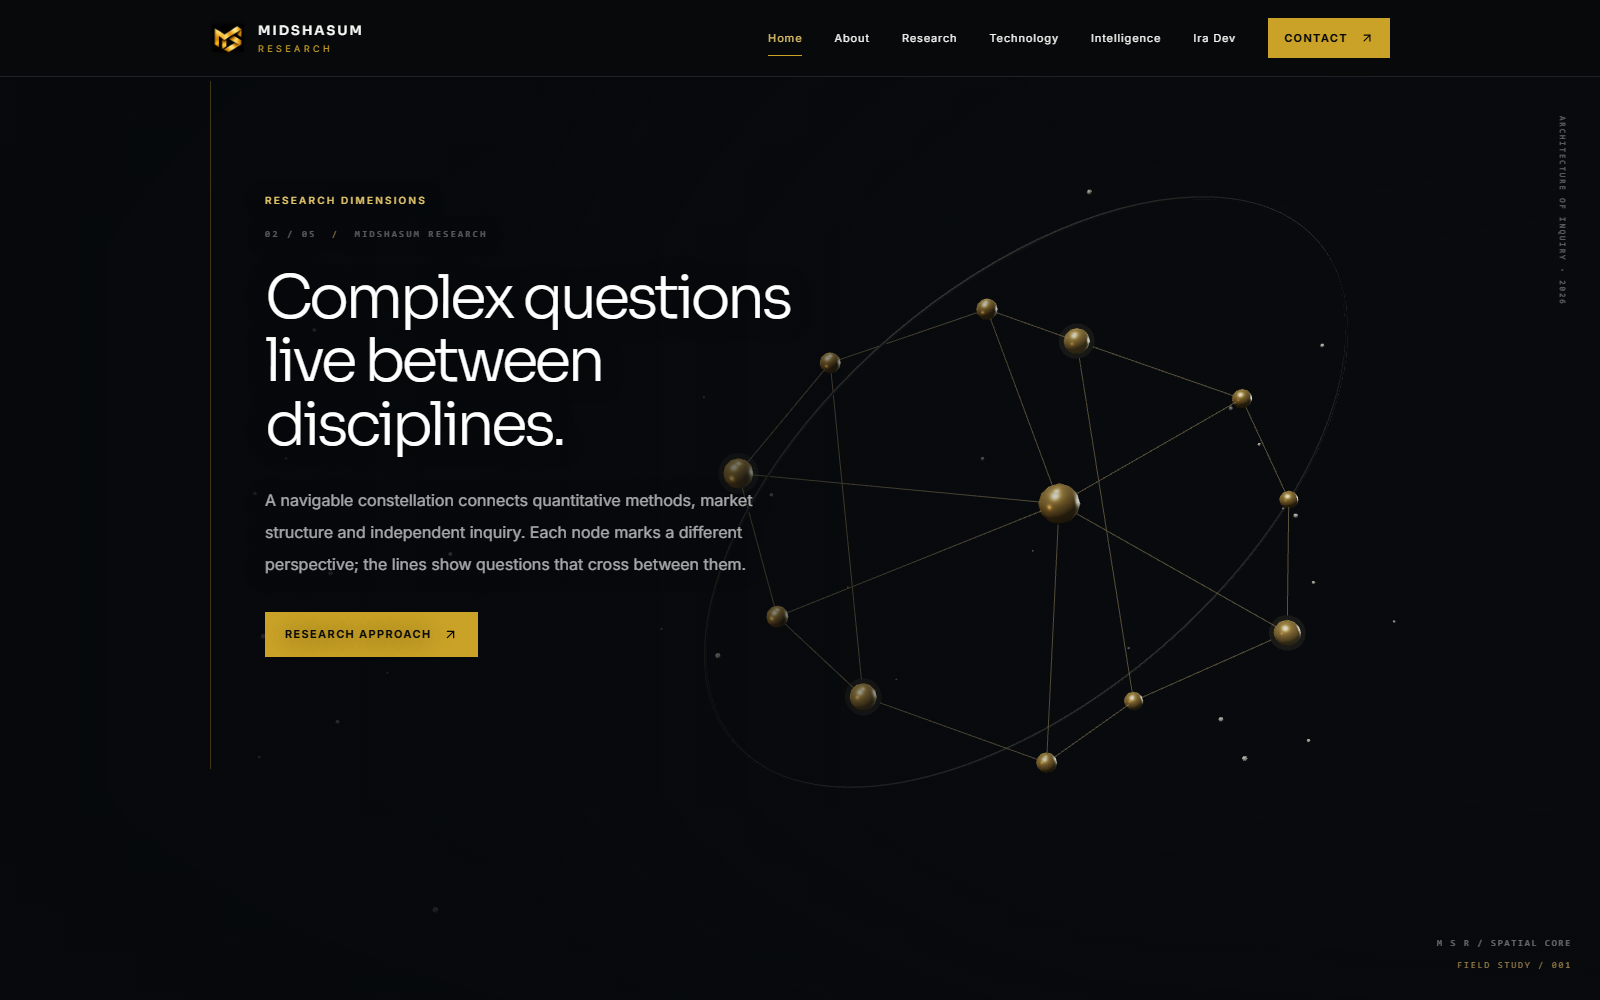 MIDSHASUM
RESEARCH
Home
About
Research
Technology
Intelligence
Ira Dev
CONTACT
ARCHITECTURE OF INQUIRY · 2026
RESEARCH DIMENSIONS
02 / 05 / MIDSHASUM RESEARCH
Complex questions
live between
disciplines.
A navigable constellation connects quantitative methods, market
structure and independent inquiry. Each node marks a different
perspective; the lines show questions that cross between them.
RESEARCH APPROACH
M S R / SPATIAL CORE
FIELD STUDY / 001